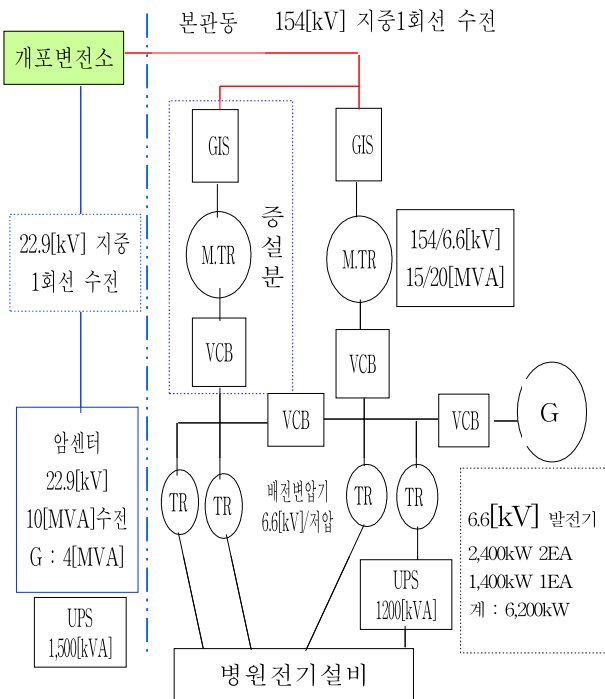 본관동 154[kV] 지중1회선 수전
개포변전소
GIS
GIS
증설분
22.9[kV] 지중
1회선 수전
M.TR
M.TR
154/6.6[kV]
15/20[MVA]
VCB
VCB
VCB
VCB
G
암센터
22.9[kV]
10[MVA]수전
G : 4[MVA]
TR
TR
배전변압기
6.6[kV]/저압
TR
TR
6.6[kV] 발전기
2,400kW 2EA
1,400kW 1EA
계 : 6,200kW
UPS
1200[kVA]
UPS
1,500[kVA]
병원전기설비